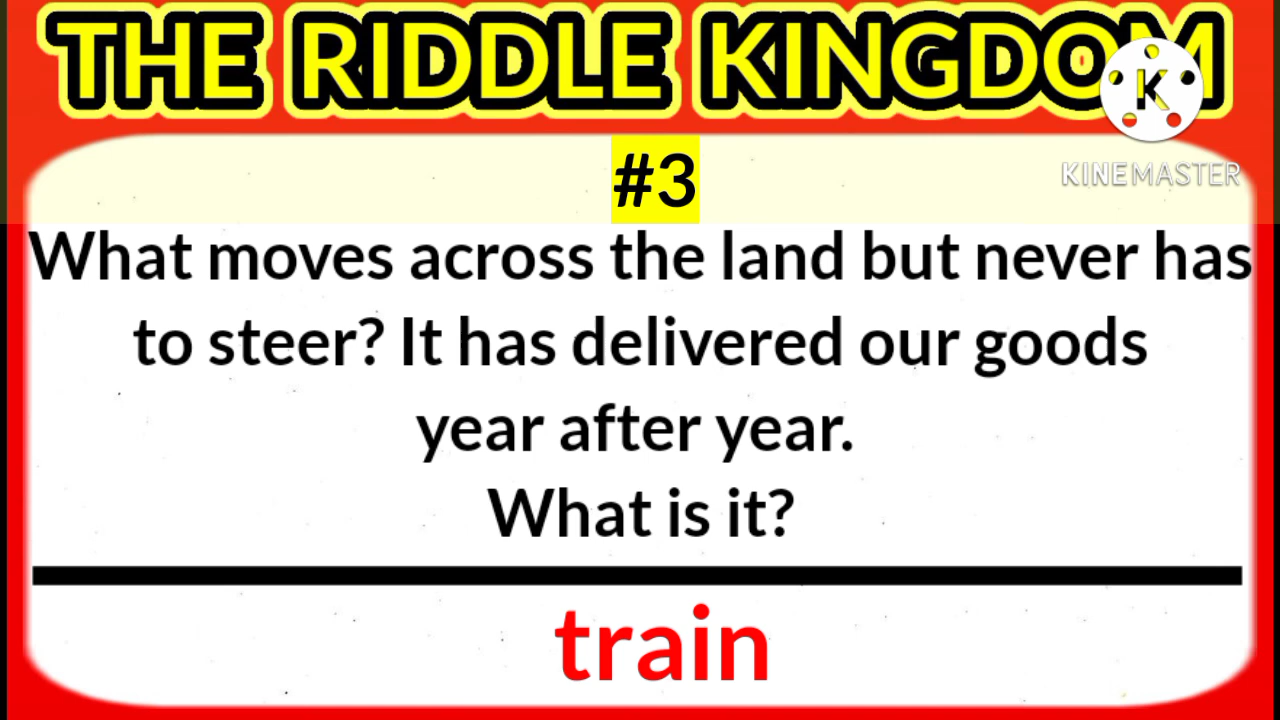 THE RIDDLE KINGDOM
K
KINEMASTER
#3
What moves across the land but never has
to steer? It has delivered our goods
year after year.
What is it?
train